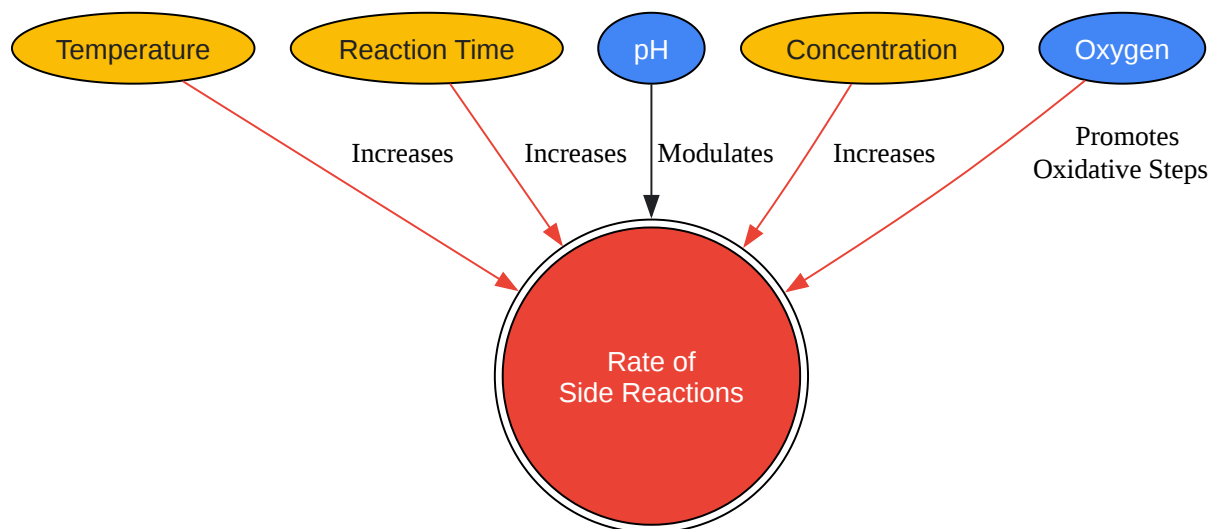 Temperature
Reaction Time
pH
Concentration
Oxygen
Increases
Increases
Modulates
Increases
Promotes
Oxidative Steps
Rate of
Side Reactions